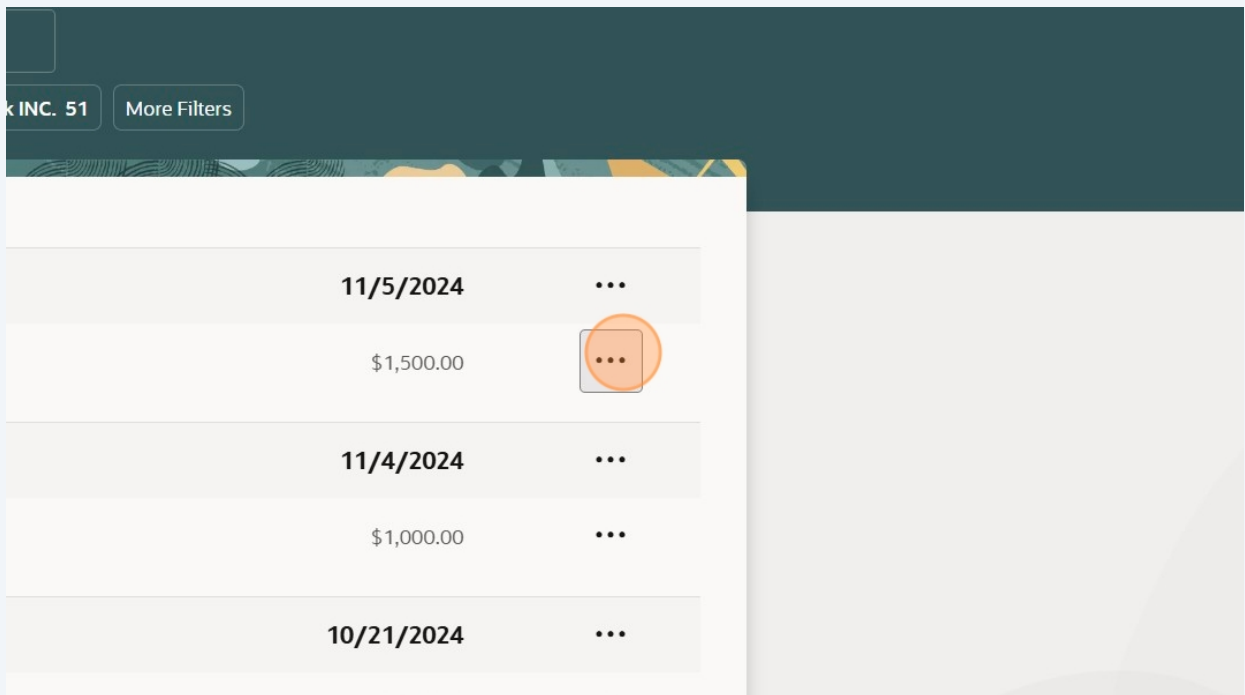 k INC. 51
More Filters
11/5/2024 ...
$1,500.00 ...
11/4/2024 ...
$1,000.00 ...
10/21/2024 ...